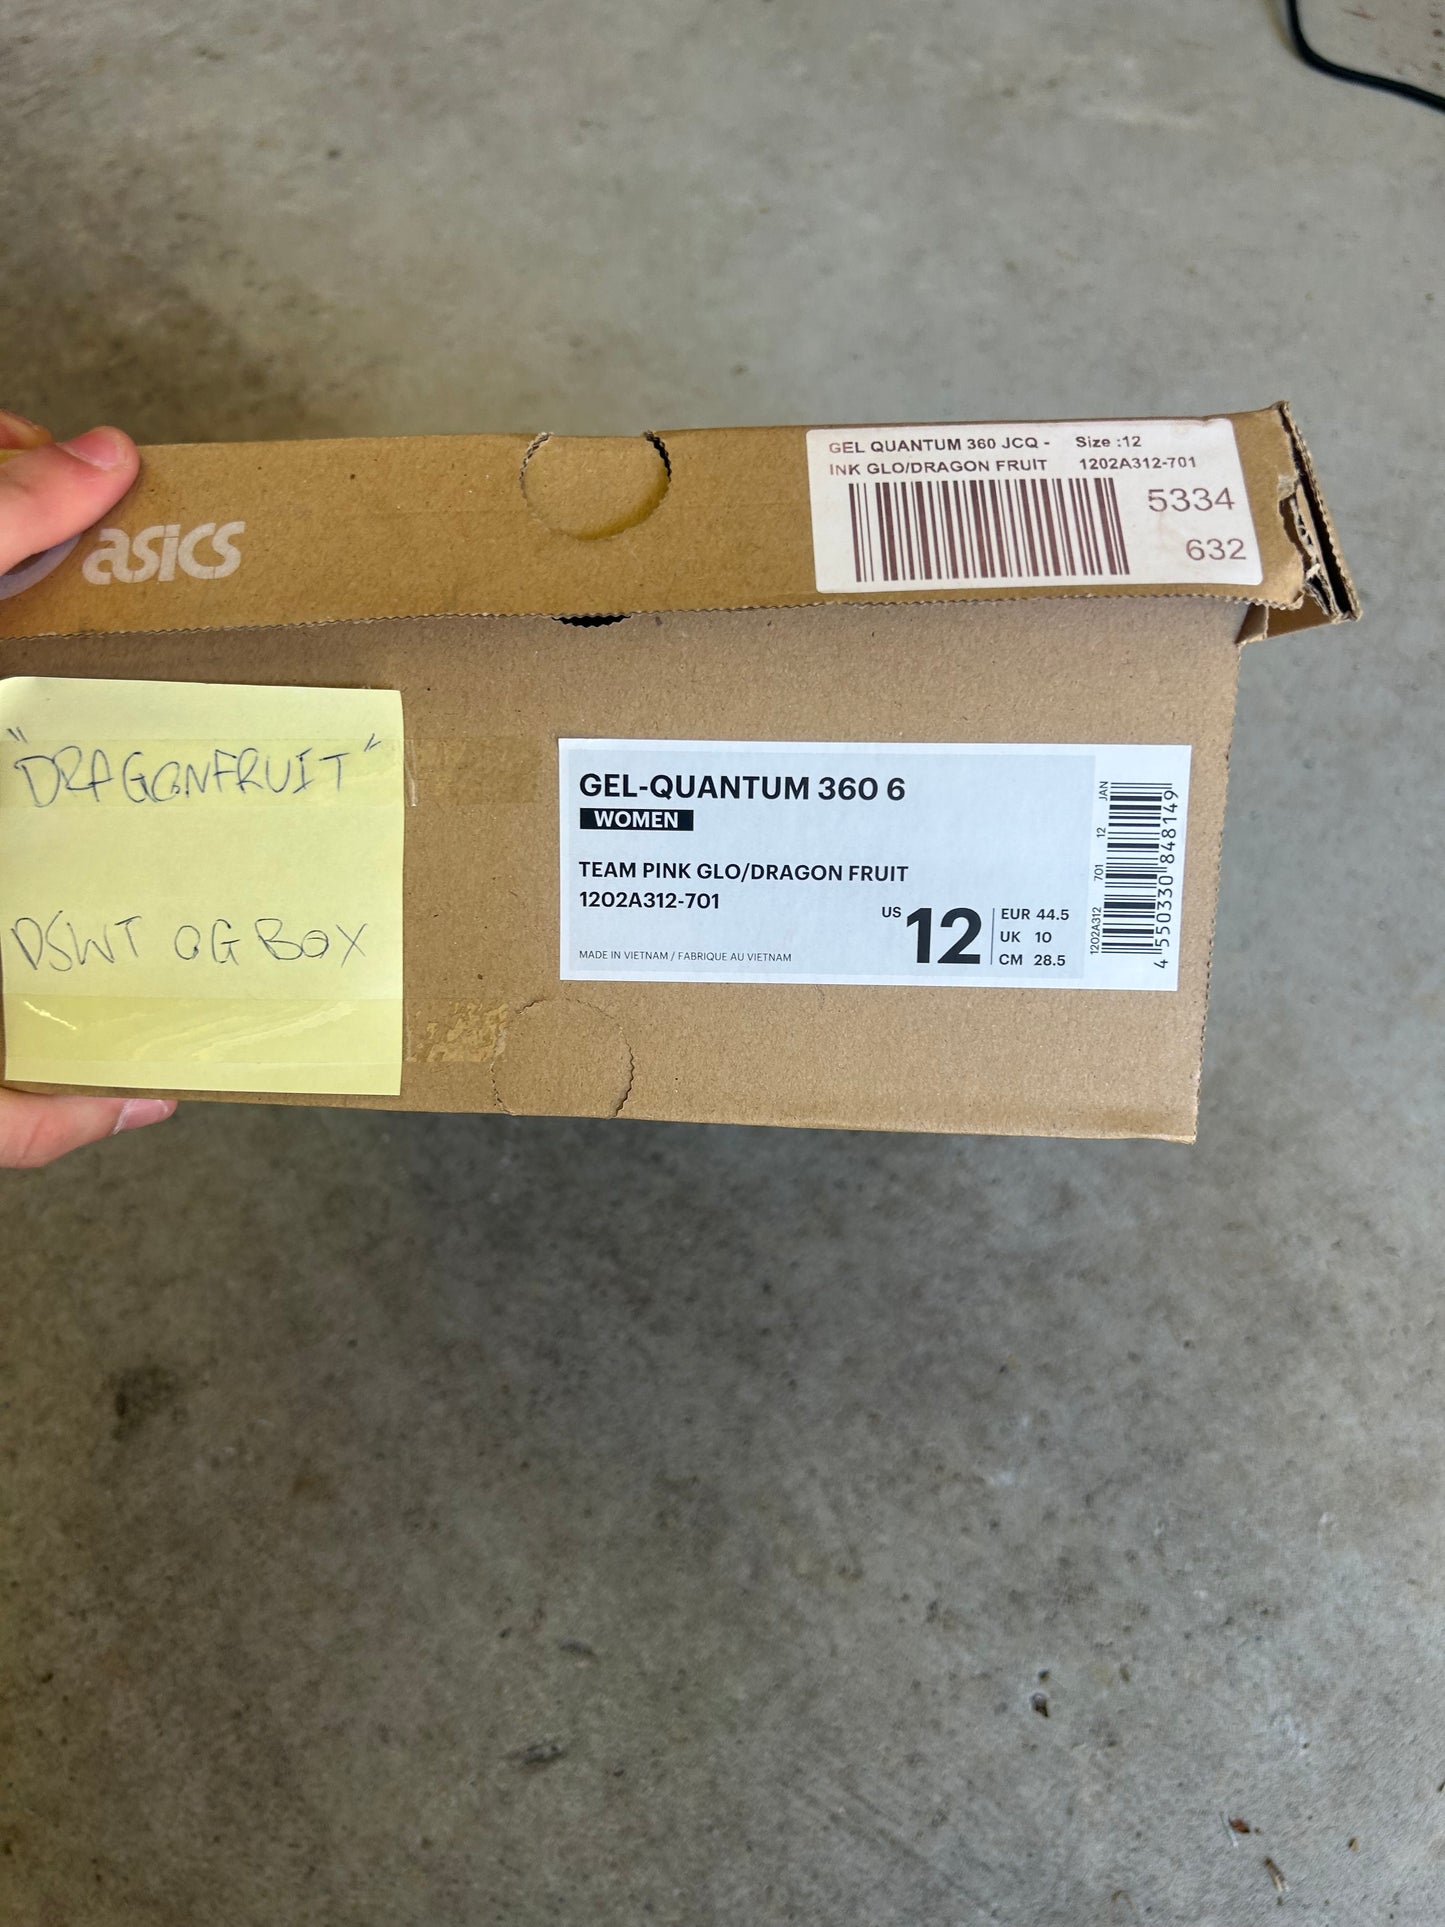 GEL QUANTUM 360 JCQ - Size :12
INK GLO/DRAGON FRUIT 1202A312-701
5334
632
asics
"DRAGONFRUIT"
DSWT OG BOX
GEL-QUANTUM 360 6
WOMEN
TEAM PINK GLO/DRAGON FRUIT
1202A312-701
US 12
EUR 44.5
UK 10
CM 28.5
MADE IN VIETNAM / FABRIQUE AU VIETNAM
1202A312 701 12 JAN
4 550330 848149